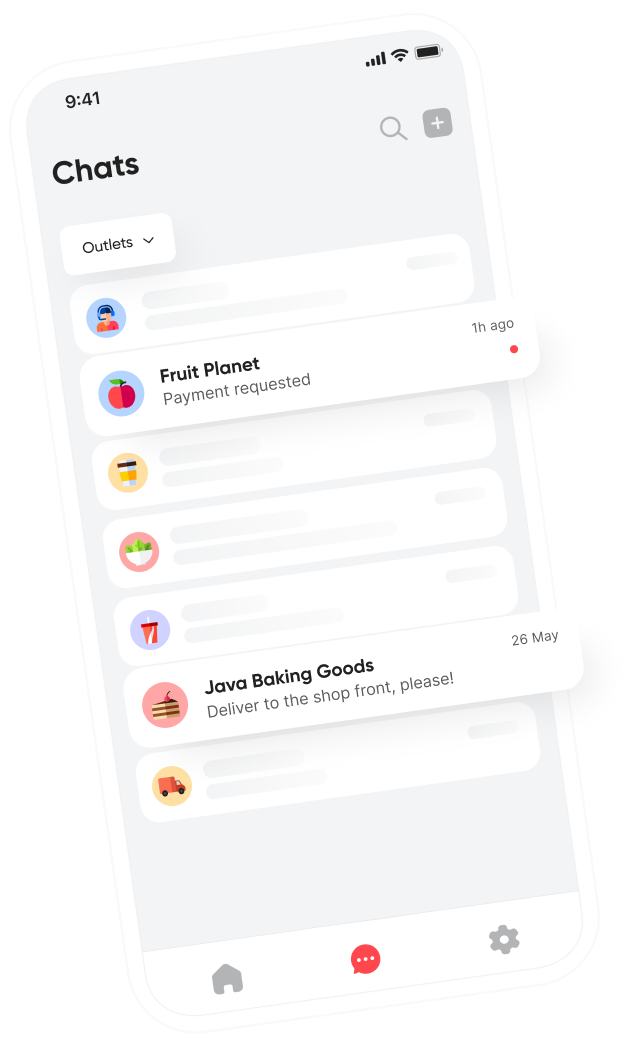 9:41
Chats
Outlets
Fruit Planet
1h ago
Payment requested
Java Baking Goods
26 May
Deliver to the shop front, please!